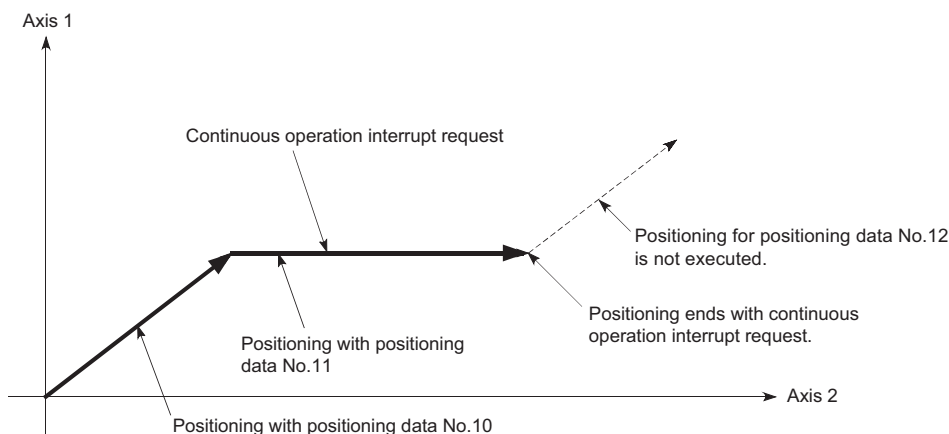 Axis 1
Continuous operation interrupt request
Positioning for positioning data No.12
is not executed.
Positioning ends with continuous
operation interrupt request.
Positioning with positioning
data No.11
Axis 2
Positioning with positioning data No.10